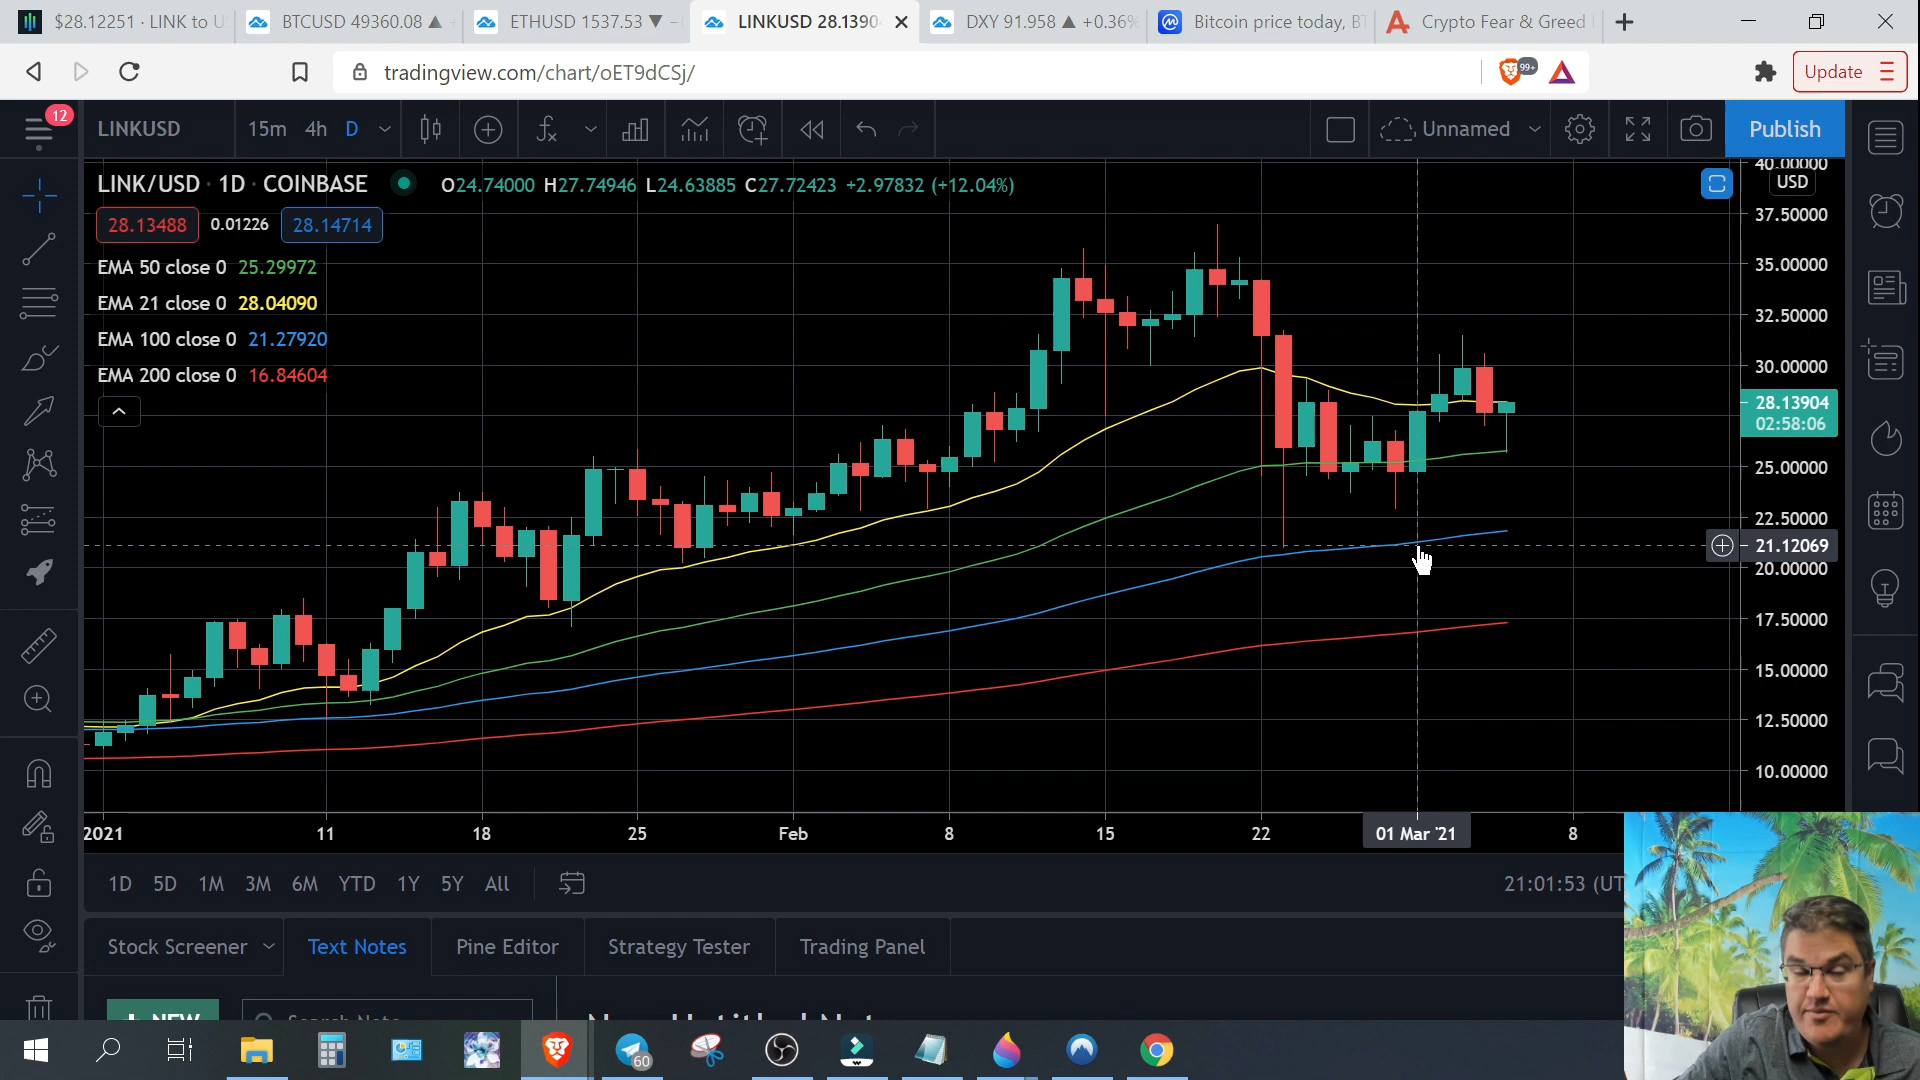 $28.12251 · LINK to U
BTCUSD 49360.08 ▲ +
ETHUSD 1537.53 ▼ −
LINKUSD 28.1390
DXY 91.958 ▲ +0.36%
Bitcoin price today, BT
Crypto Fear & Greed
tradingview.com/chart/oET9dCSj/
99+
Update
12
LINKUSD
15m 4h D
Unnamed
Publish
LINK/USD · 1D · COINBASE
O24.74000 H27.74946 L24.63885 C27.72423 +2.97832 (+12.04%)
28.13488 0.01226 28.14714
EMA 50 close 0 25.29972
EMA 21 close 0 28.04090
EMA 100 close 0 21.27920
EMA 200 close 0 16.84604
40.00000
USD
37.50000
35.00000
32.50000
30.00000
28.13904
02:58:06
25.00000
22.50000
21.12069
20.00000
17.50000
15.00000
12.50000
10.00000
2021 11 18 25 Feb 8 15 22 01 Mar '21 8
1D 5D 1M 3M 6M YTD 1Y 5Y All
21:01:53 (UT
Stock Screener
Text Notes
Pine Editor
Strategy Tester
Trading Panel
60